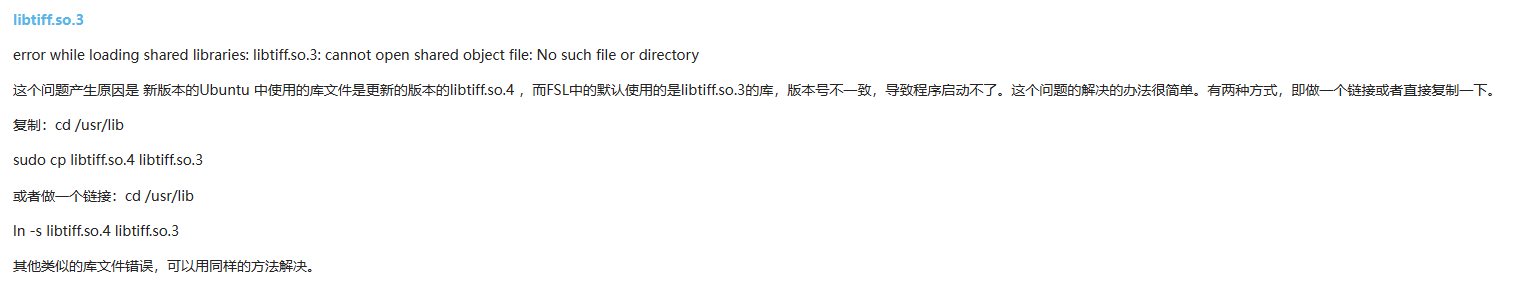 libtiff.so.3
error while loading shared libraries: libtiff.so.3: cannot open shared object file: No such file or directory
这个问题产生原因是 新版本的Ubuntu 中使用的库文件是更新的版本的libtiff.so.4 ，而FSL中的默认使用的是libtiff.so.3的库，版本号不一致，导致程序启动不了。这个问题的解决的办法很简单。有两种方式，即做一个链接或者直接复制一下。
复制：cd /usr/lib
sudo cp libtiff.so.4 libtiff.so.3
或者做一个链接：cd /usr/lib
ln -s libtiff.so.4 libtiff.so.3
其他类似的库文件错误，可以用同样的方法解决。